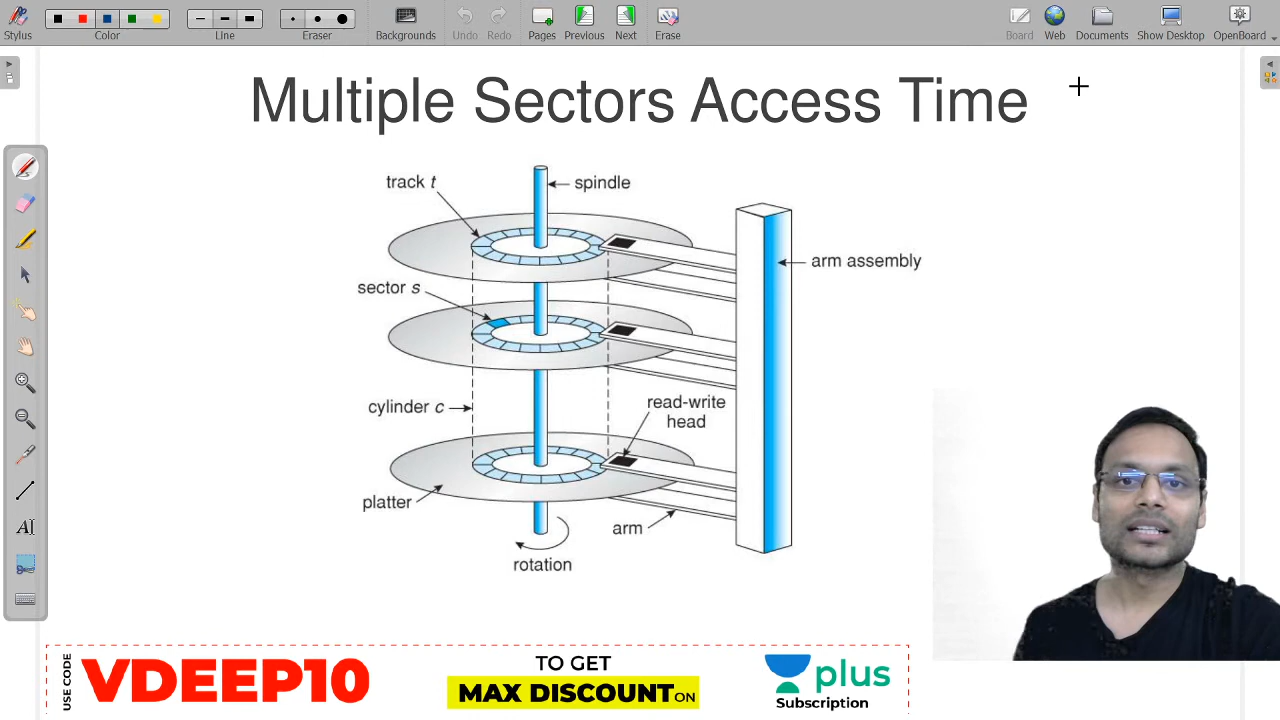 Stylus
Color
Line
Eraser
Backgrounds
Undo
Redo
Pages
Previous
Next
Erase
Board
Web
Documents
Show Desktop
OpenBoard
Multiple Sectors Access Time
track t
spindle
arm assembly
sector s
cylinder c
read-write
head
platter
arm
rotation
AI
USE CODE
VDEEP10
TO GET
MAX DISCOUNT ON
plus
Subscription